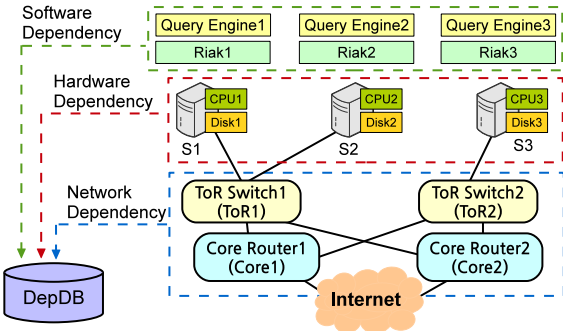 Software
Dependency
Query Engine1
Query Engine2
Query Engine3
Riak1
Riak2
Riak3
Hardware
Dependency
CPU1
Disk1
CPU2
Disk2
CPU3
Disk3
S1
S2
S3
Network
Dependency
ToR Switch1
(ToR1)
ToR Switch2
(ToR2)
Core Router1
(Core1)
Core Router2
(Core2)
DepDB
Internet